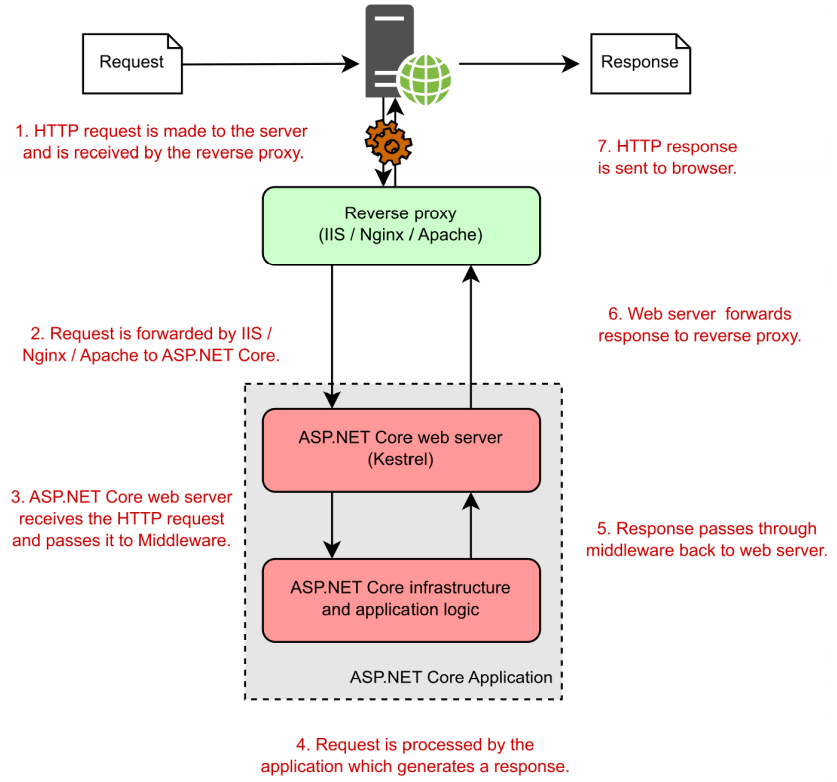 Request
Response
1. HTTP request is made to the server
and is received by the reverse proxy.
7. HTTP response
is sent to browser.
Reverse proxy
(IIS / Nginx / Apache)
2. Request is forwarded by IIS /
Nginx / Apache to ASP.NET Core.
6. Web server  forwards
response to reverse proxy.
ASP.NET Core web server
(Kestrel)
3. ASP.NET Core web server
receives the HTTP request
and passes it to Middleware.
5. Response passes through
middleware back to web server.
ASP.NET Core infrastructure
and application logic
ASP.NET Core Application
4. Request is processed by the
application which generates a response.